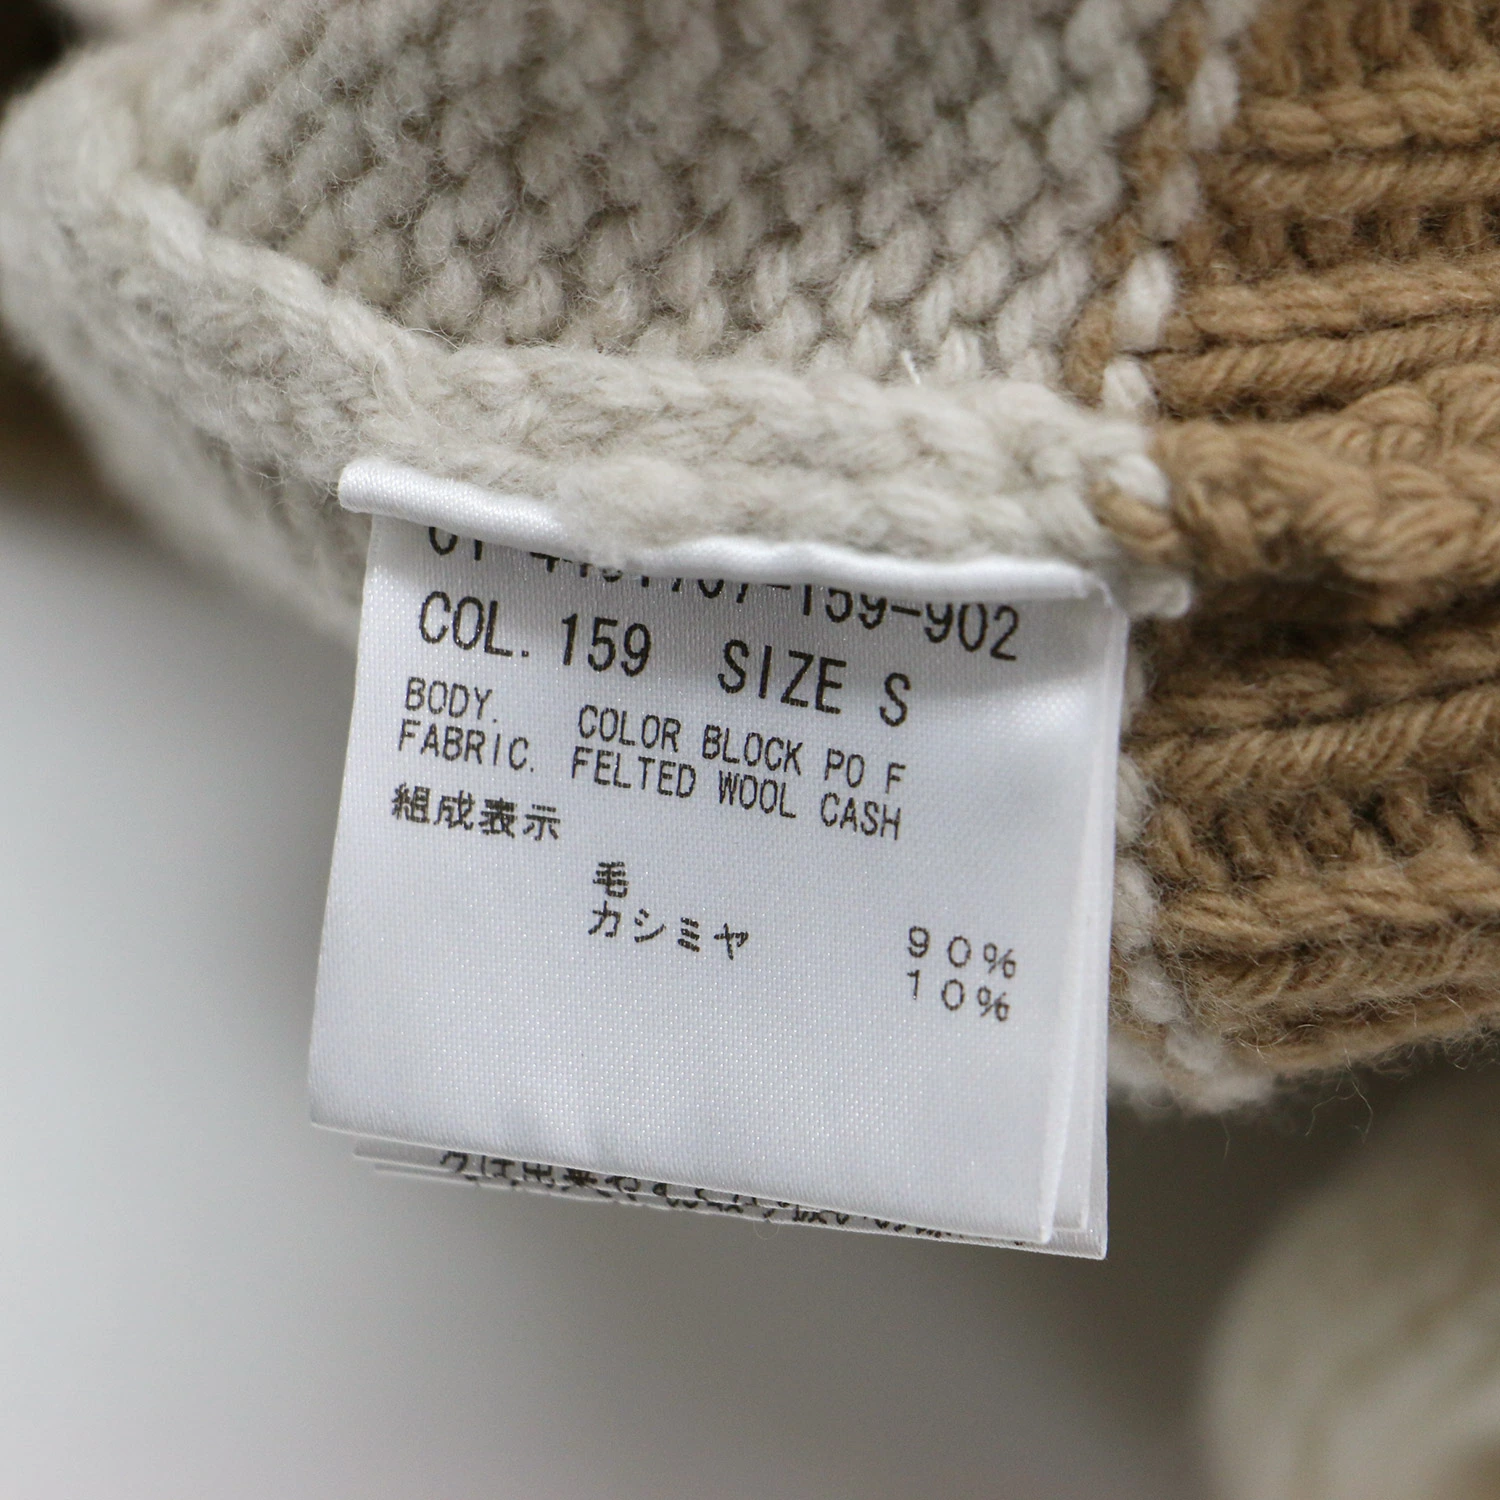 COL. 159 SIZE S
BODY. COLOR BLOCK PO F
FABRIC. FELTED WOOL CASH
組成表示
毛 90%
カシミヤ 10%